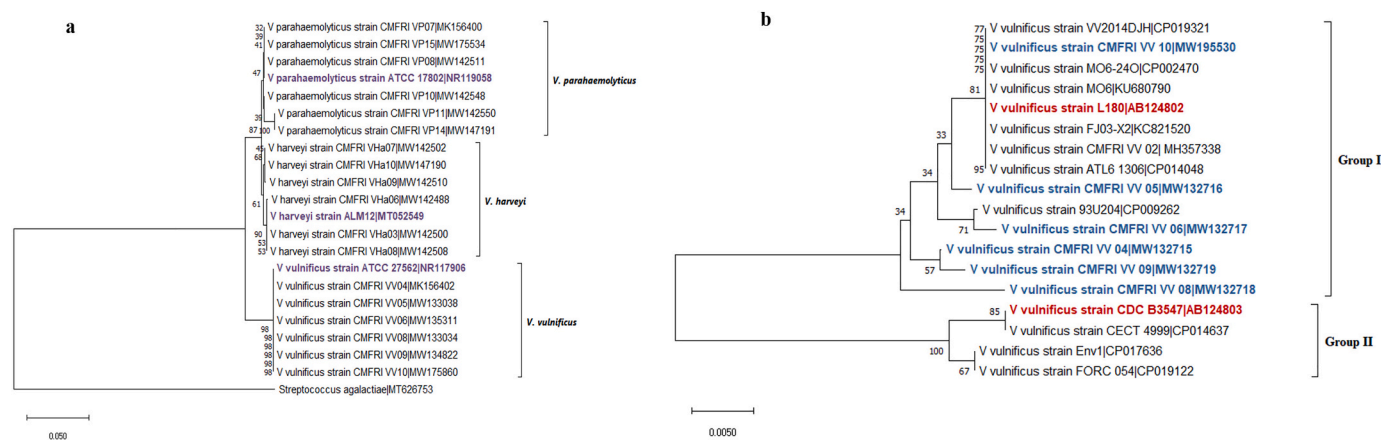 a
V parahaemolyticus strain CMFRI VP07|MK156400
V parahaemolyticus strain CMFRI VP15|MW175534
V parahaemolyticus strain CMFRI VP08|MW142511
V parahaemolyticus strain ATCC 17802|NR119058
V parahaemolyticus strain CMFRI VP10|MW142548
V parahaemolyticus strain CMFRI VP11|MW142550
V parahaemolyticus strain CMFRI VP14|MW147191
V harveyi strain CMFRI VHa07|MW142502
V harveyi strain CMFRI VHa10|MW147190
V harveyi strain CMFRI VHa09|MW142510
V harveyi strain CMFRI VHa06|MW142488
V harveyi strain ALM12|MT052549
V harveyi strain CMFRI VHa03|MW142500
V harveyi strain CMFRI VHa08|MW142508
V vulnificus strain ATCC 27562|NR117906
V vulnificus strain CMFRI VV04|MK156402
V vulnificus strain CMFRI VV05|MW133038
V vulnificus strain CMFRI VV06|MW135311
V vulnificus strain CMFRI VV08|MW133034
V vulnificus strain CMFRI VV09|MW134822
V vulnificus strain CMFRI VV10|MW175860
Streptococcus agalactiae|MT626753
32
39
41
47
39
87
100
45
68
61
90
53
53
98
98
98
98
98
V. parahaemolyticus
V. harveyi
V. vulnificus
0.050
b
V vulnificus strain VV2014DJH|CP019321
V vulnificus strain CMFRI VV 10|MW195530
V vulnificus strain MO6-24O|CP002470
V vulnificus strain MO6|KU680790
V vulnificus strain L180|AB124802
V vulnificus strain FJ03-X2|KC821520
V vulnificus strain CMFRI VV 02| MH357338
V vulnificus strain ATL6 1306|CP014048
V vulnificus strain CMFRI VV 05|MW132716
V vulnificus strain 93U204|CP009262
V vulnificus strain CMFRI VV 06|MW132717
V vulnificus strain CMFRI VV 04|MW132715
V vulnificus strain CMFRI VV 09|MW132719
V vulnificus strain CMFRI VV 08|MW132718
V vulnificus strain CDC B3547|AB124803
V vulnificus strain CECT 4999|CP014637
V vulnificus strain Env1|CP017636
V vulnificus strain FORC 054|CP019122
77
75
75
75
75
81
95
33
34
71
34
57
85
100
67
Group I
Group II
0.0050